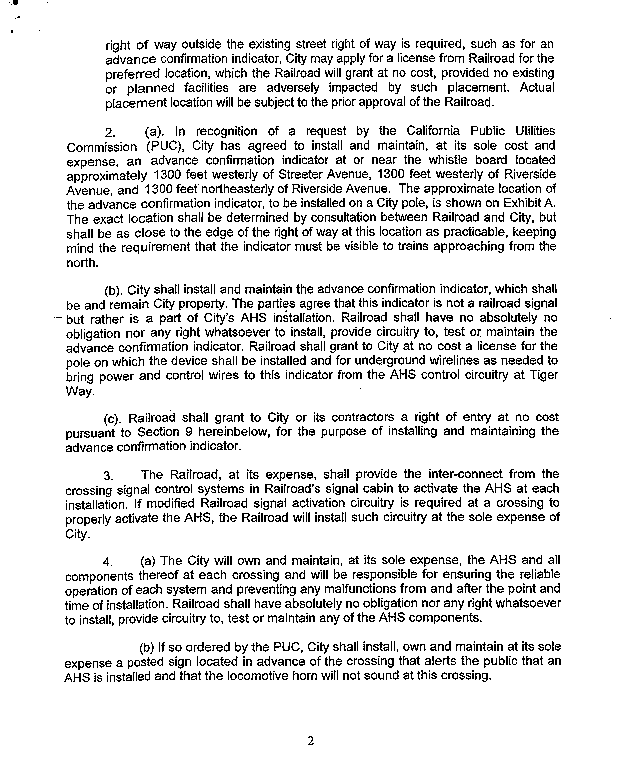 right of way outside the existing street right of way is required, such as for an
advance confirmation indicator, City may apply for a license from Railroad for the
preferred location, which the Railroad will grant at no cost, provided no existing
or planned facilities are adversely impacted by such placement. Actual
placement location will be subject to the prior approval of the Railroad.
2. (a). In recognition of a request by the California Public Utilities
Commission (PUC), City has agreed to install and maintain, at its sole cost and
expense, an advance confirmation indicator at or near the whistle board located
approximately 1300 feet westerly of Streeter Avenue, 1300 feet westerly of Riverside
Avenue, and 1300 feet northeasterly of Riverside Avenue. The approximate location of
the advance confirmation indicator, to be installed on a City pole, is shown on Exhibit A.
The exact location shall be determined by consultation between Railroad and City, but
shall be as close to the edge of the right of way at this location as practicable, keeping
mind the requirement that the indicator must be visible to trains approaching from the
north.
(b). City shall install and maintain the advance confirmation indicator, which shall
be and remain City property. The parties agree that this indicator is not a railroad signal
but rather is a part of City's AHS installation. Railroad shall have no absolutely no
obligation nor any right whatsoever to install, provide circuitry to, test or maintain the
advance confirmation indicator. Railroad shall grant to City at no cost a license for the
pole on which the device shall be installed and for underground wirelines as needed to
bring power and control wires to this indicator from the AHS control circuitry at Tiger
Way.
(c). Railroad shall grant to City or its contractors a right of entry at no cost
pursuant to Section 9 hereinbelow, for the purpose of installing and maintaining the
advance confirmation indicator.
3. The Railroad, at its expense, shall provide the inter-connect from the
crossing signal control systems in Railroad's signal cabin to activate the AHS at each
installation. If modified Railroad signal activation circuitry is required at a crossing to
properly activate the AHS, the Railroad will install such circuitry at the sole expense of
City.
4. (a) The City will own and maintain, at its sole expense, the AHS and all
components thereof at each crossing and will be responsible for ensuring the reliable
operation of each system and preventing any malfunctions from and after the point and
time of installation. Railroad shall have absolutely no obligation nor any right whatsoever
to install, provide circuitry to, test or maintain any of the AHS components.
(b) If so ordered by the PUC, City shall install, own and maintain at its sole
expense a posted sign located in advance of the crossing that alerts the public that an
AHS is installed and that the locomotive horn will not sound at this crossing.
2